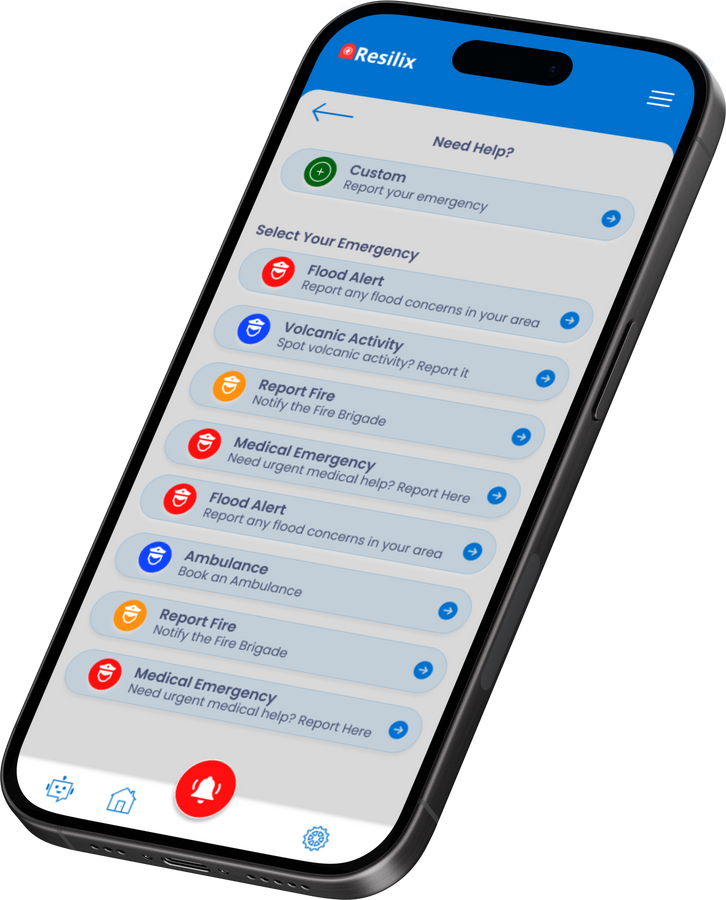 Resilix
Need Help?
Custom
Report your emergency
Select Your Emergency
Flood Alert
Report any flood concerns in your area
Volcanic Activity
Spot volcanic activity? Report it
Report Fire
Notify the Fire Brigade
Medical Emergency
Need urgent medical help? Report Here
Flood Alert
Report any flood concerns in your area
Ambulance
Book an Ambulance
Report Fire
Notify the Fire Brigade
Medical Emergency
Need urgent medical help? Report Here